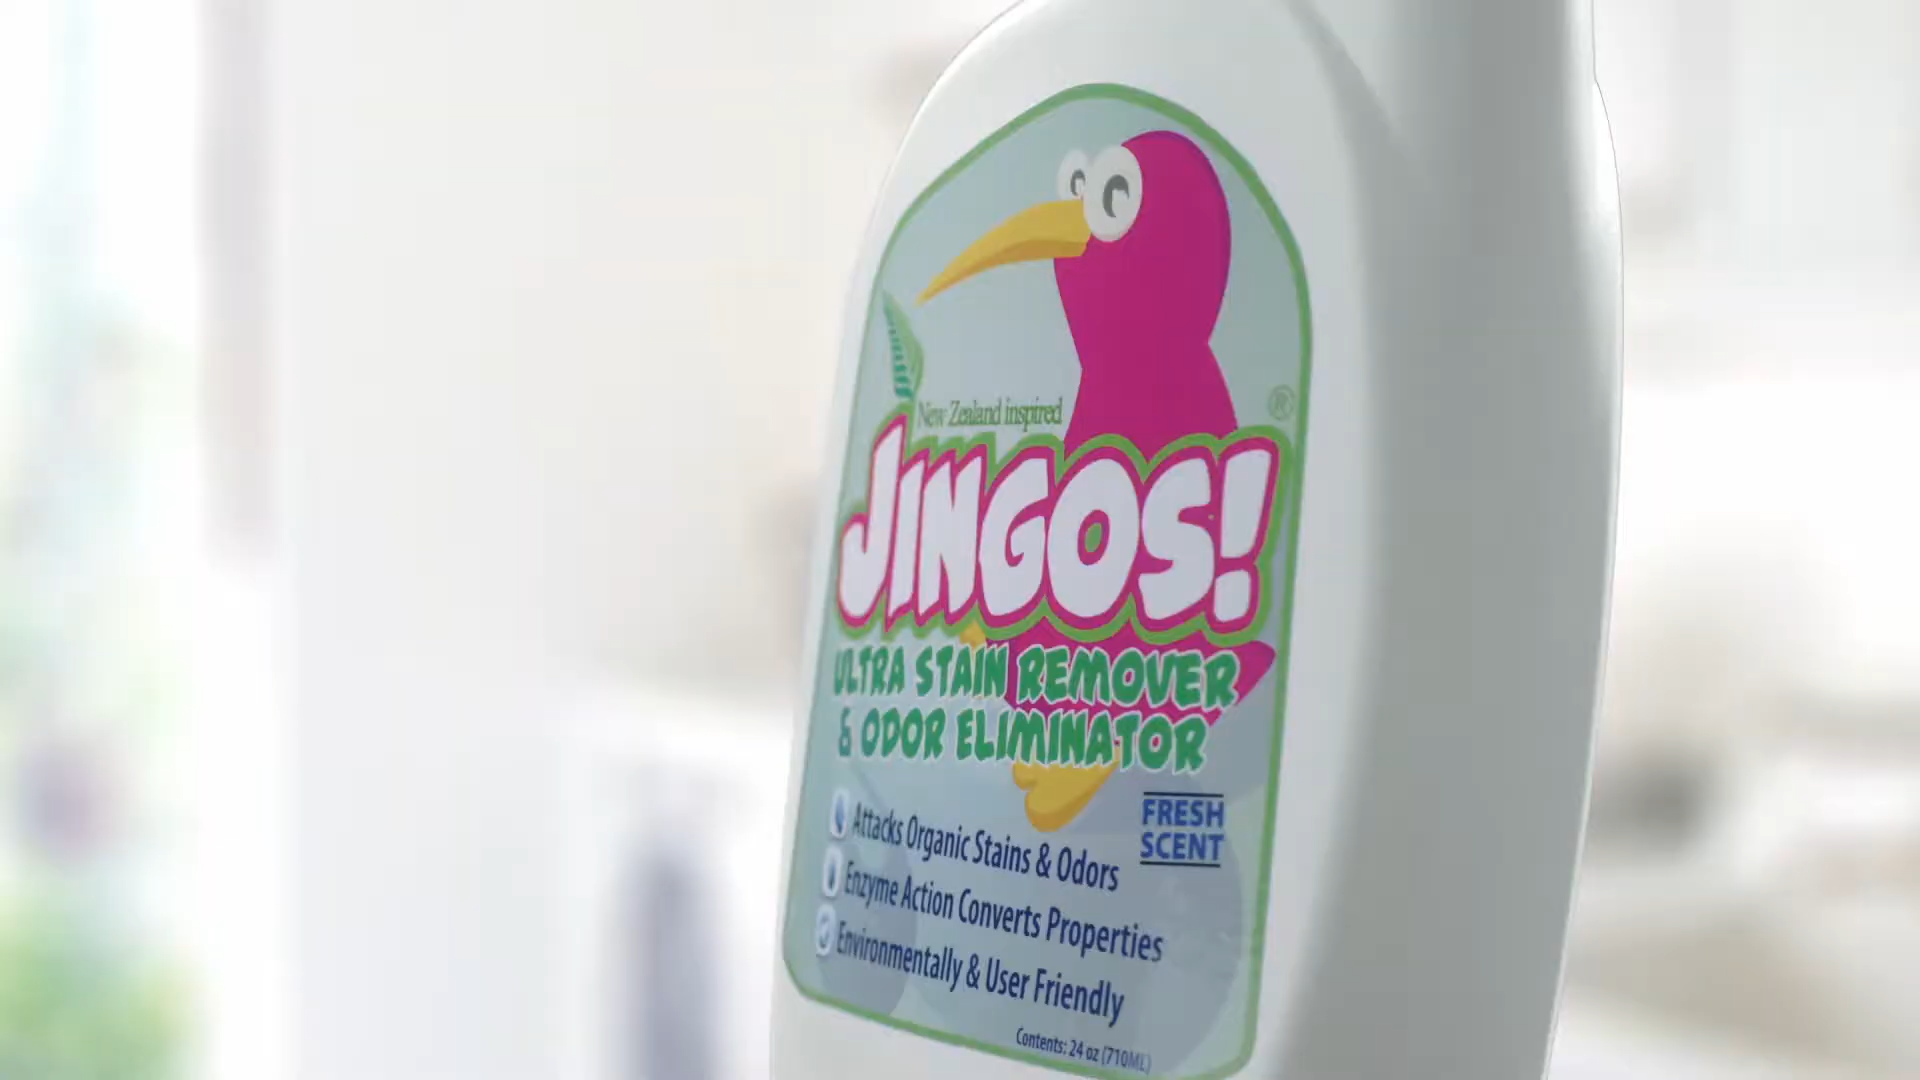 New Zealand inspired
®
JINGOS!
ULTRA STAIN REMOVER
& ODOR ELIMINATOR
FRESH
SCENT
Attacks Organic Stains & Odors
Enzyme Action Converts Properties
Environmentally & User Friendly
Contents: 24 oz (710ML)